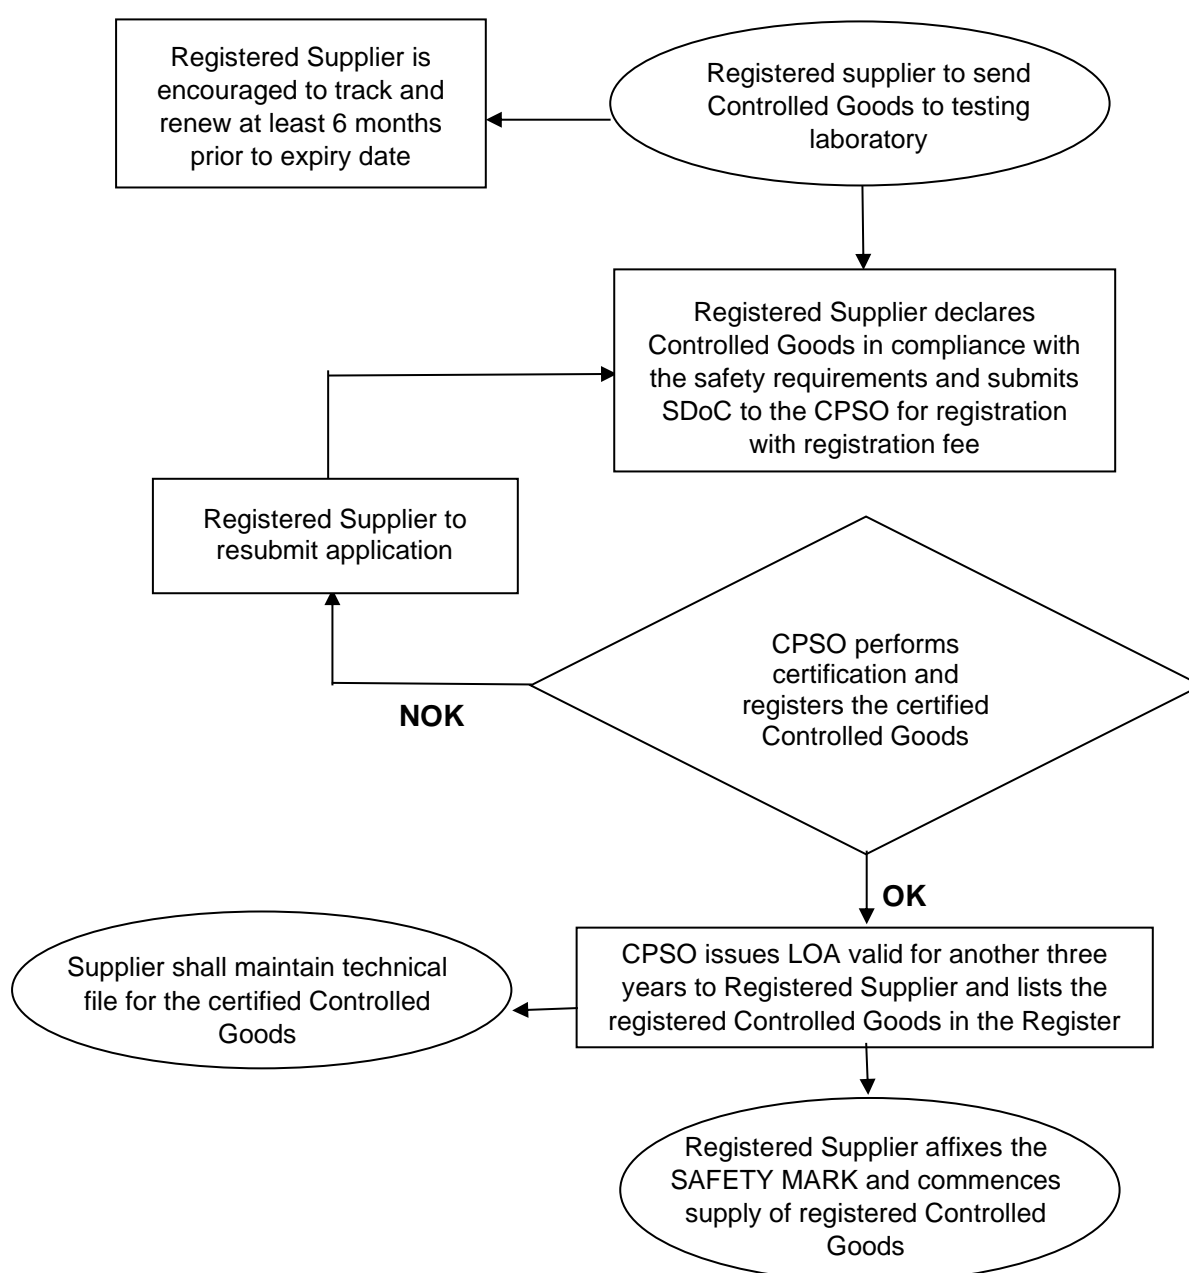 Registered Supplier is
encouraged to track and
renew at least 6 months
prior to expiry date
Registered supplier to send
Controlled Goods to testing
laboratory
Registered Supplier declares
Controlled Goods in compliance with
the safety requirements and submits
SDoC to the CPSO for registration
with registration fee
Registered Supplier to
resubmit application
CPSO performs
certification and
registers the certified
Controlled Goods
NOK
OK
CPSO issues LOA valid for another three
years to Registered Supplier and lists the
registered Controlled Goods in the Register
Supplier shall maintain technical
file for the certified Controlled
Goods
Registered Supplier affixes the
SAFETY MARK and commences
supply of registered Controlled
Goods